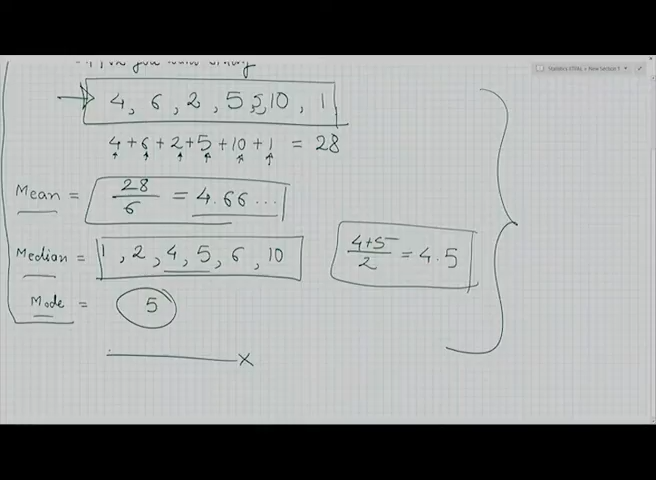 you
4, 6, 2, 5, 5, 10, 1
4 + 6 + 2 + 5 + 10 + 1 = 28
Mean = 28/6 = 4.66...
Median = 1, 2, 4, 5, 6, 10
4+5/2 = 4.5
Mode = 5
x